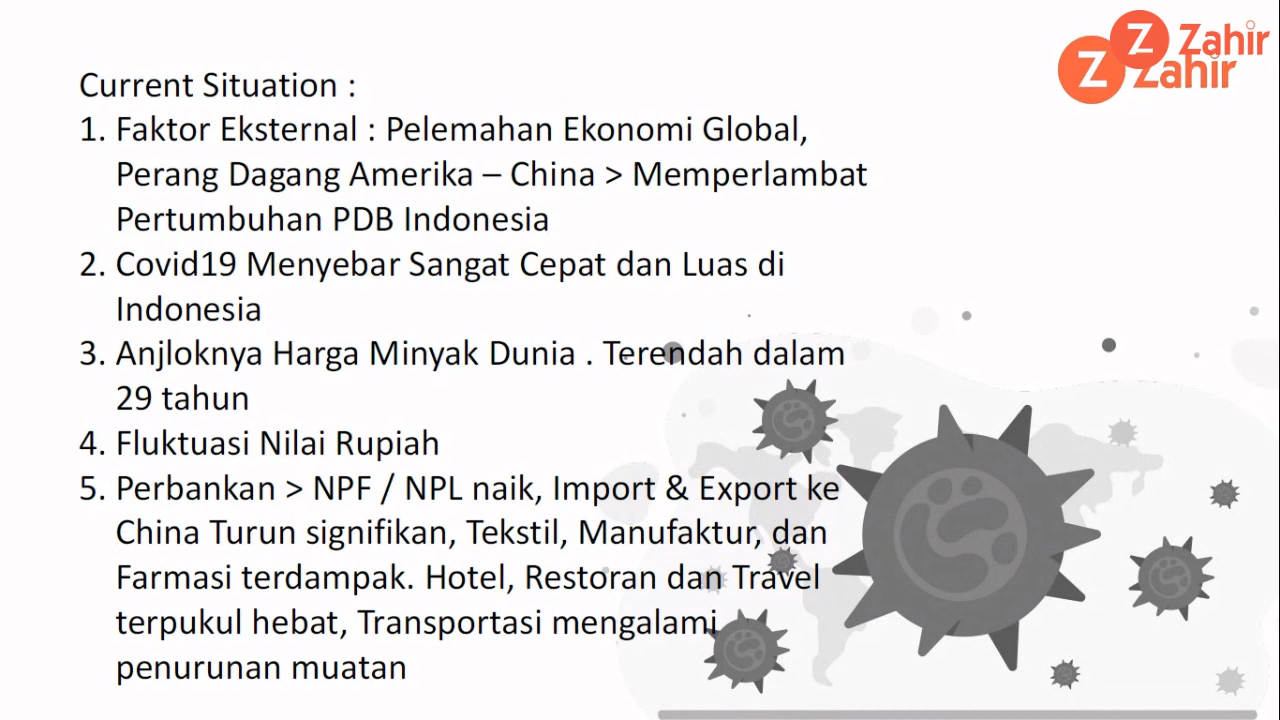 Z Zahir
Z Zahir
Current Situation :
1. Faktor Eksternal : Pelemahan Ekonomi Global,
Perang Dagang Amerika – China > Memperlambat
Pertumbuhan PDB Indonesia
2. Covid19 Menyebar Sangat Cepat dan Luas di
Indonesia
3. Anjloknya Harga Minyak Dunia . Terendah dalam
29 tahun
4. Fluktuasi Nilai Rupiah
5. Perbankan > NPF / NPL naik, Import & Export ke
China Turun signifikan, Tekstil, Manufaktur, dan
Farmasi terdampak. Hotel, Restoran dan Travel
terpukul hebat, Transportasi mengalami
penurunan muatan